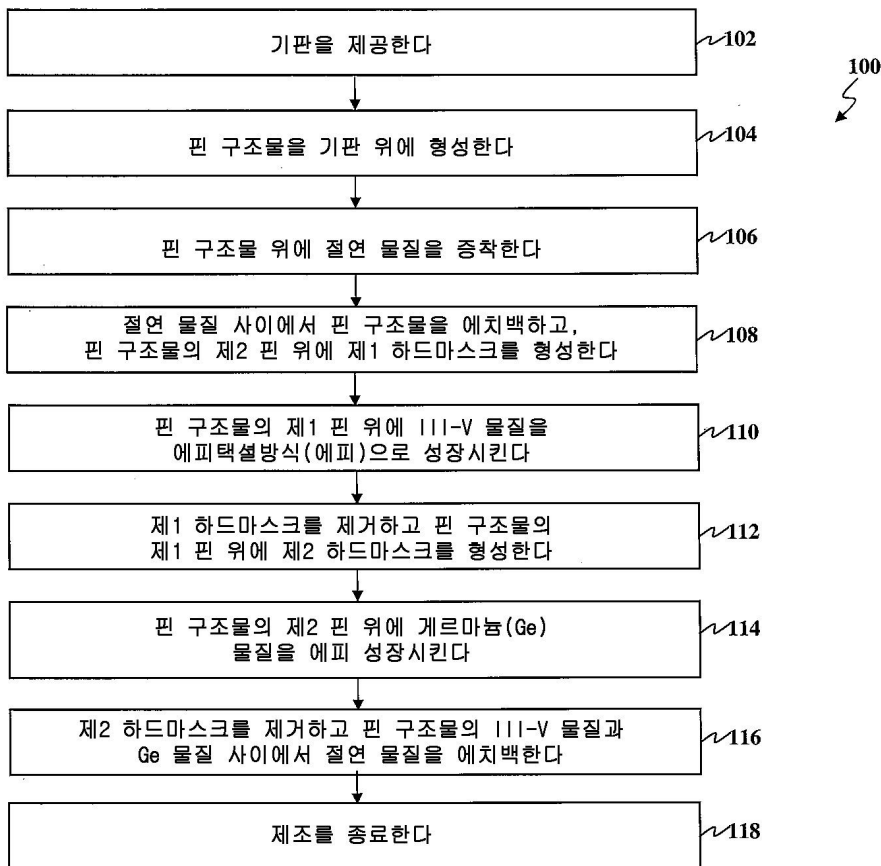 기판을 제공한다
102
100
핀 구조물을 기판 위에 형성한다
104
핀 구조물 위에 절연 물질을 증착한다
106
절연 물질 사이에서 핀 구조물을 에치백하고,
핀 구조물의 제2 핀 위에 제1 하드마스크를 형성한다
108
핀 구조물의 제1 핀 위에 III-V 물질을
에피택셜방식(에피)으로 성장시킨다
110
제1 하드마스크를 제거하고 핀 구조물의
제1 핀 위에 제2 하드마스크를 형성한다
112
핀 구조물의 제2 핀 위에 게르마늄(Ge)
물질을 에피 성장시킨다
114
제2 하드마스크를 제거하고 핀 구조물의 III-V 물질과
Ge 물질 사이에서 절연 물질을 에치백한다
116
제조를 종료한다
118